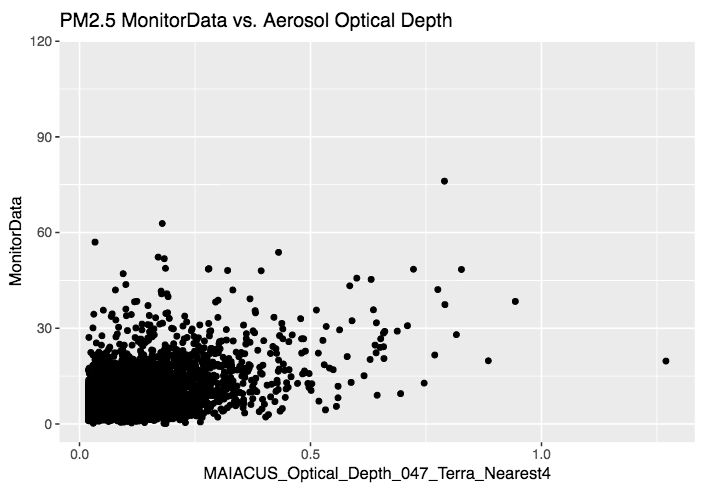 PM2.5 MonitorData vs. Aerosol Optical Depth
120
90
60
30
0
MonitorData
0.0 0.5 1.0
MAIACUS_Optical_Depth_047_Terra_Nearest4